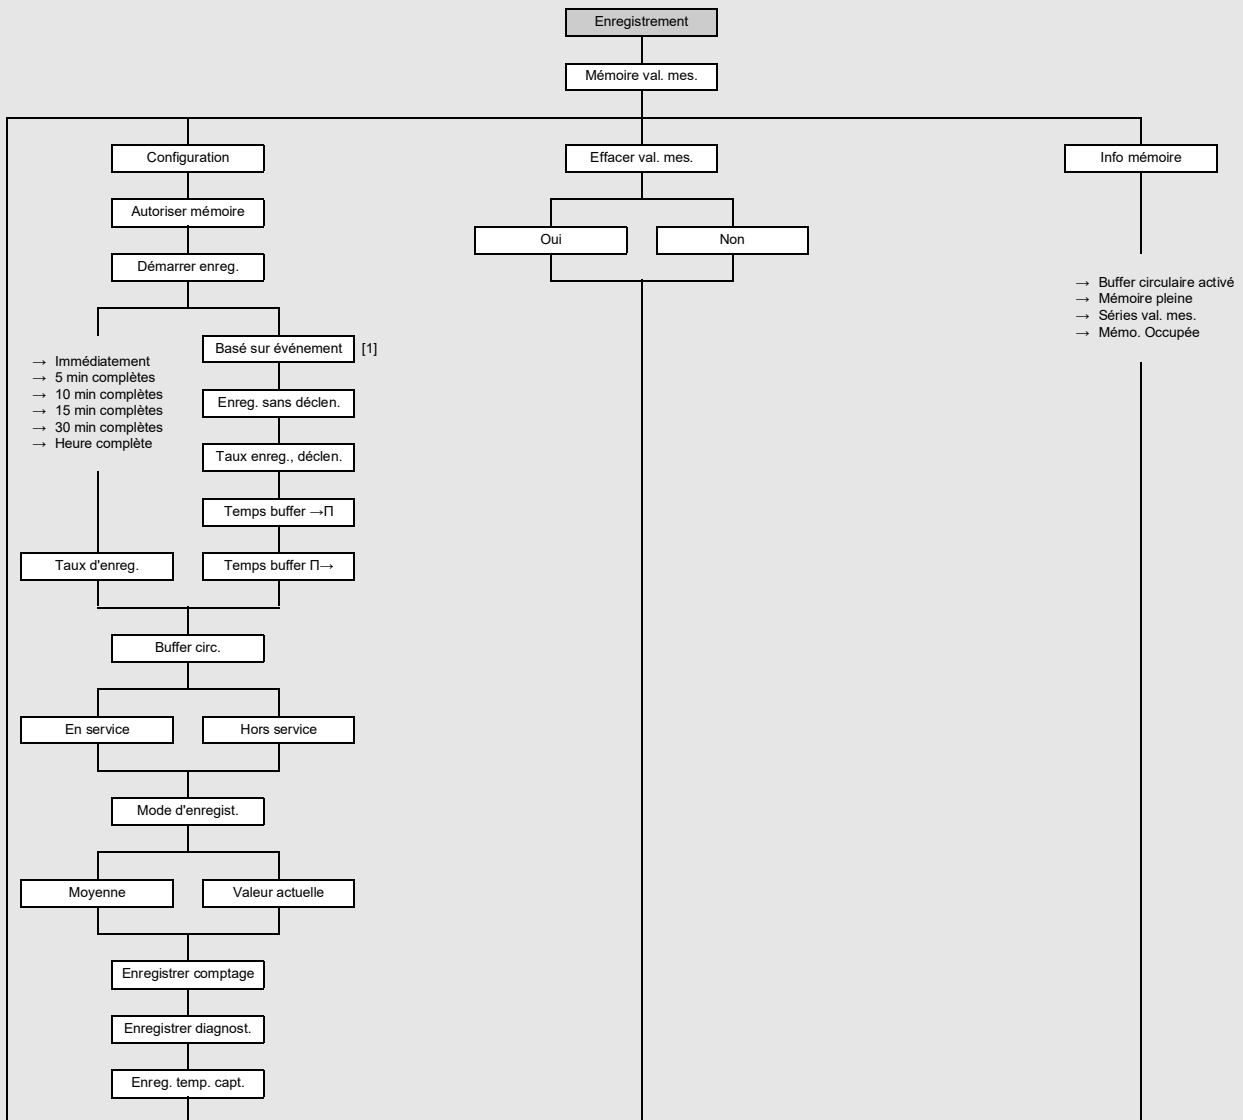 Enregistrement
Mémoire val. mes.
Configuration
Effacer val. mes.
Info mémoire
Autoriser mémoire
Oui
Non
Démarrer enreg.
→ Buffer circulaire activé
→ Mémoire pleine
→ Séries val. mes.
→ Mémo. Occupée
→ Immédiatement
→ 5 min complètes
→ 10 min complètes
→ 15 min complètes
→ 30 min complètes
→ Heure complète
Basé sur événement [1]
Enreg. sans déclen.
Taux enreg., déclen.
Temps buffer →Π
Taux d'enreg.
Temps buffer Π→
Buffer circ.
En service
Hors service
Mode d'enregist.
Moyenne
Valeur actuelle
Enregistrer comptage
Enregistrer diagnost.
Enreg. temp. capt.